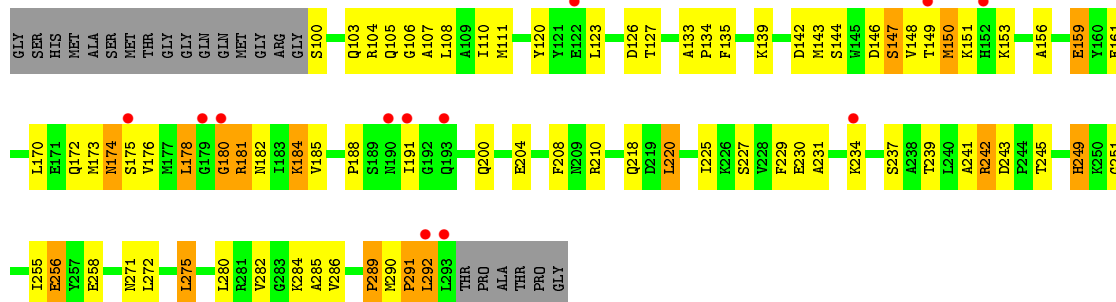 GLY SER HIS MET ALA SER MET THR GLY GLY GLN GLN MET GLY ARG GLY S100 Q103 R104 Q105 G106 A107 L108 A109 I110 M111 Y120 Y121 E122 L123 D126 T127 A133 P134 F135 K139 D142 M143 S144 W145 D146 S147 V148 T149 M150 K151 H152 K153 A156 E159 Y160
L170 E171 Q172 M173 N174 S175 V176 M177 L178 G179 G180 R181 N182 I183 K184 V185 P188 S189 N190 I191 G192 Q193 Q200 E204 F208 N209 R210 Q218 D219 L220 I225 K226 S227 V228 F229 E230 A231 K234 S237 A238 T239 L240 A241 R242 D243 P244 T245 H249 K250
I255 E256 Y257 E258 N271 L272 L275 L280 R281 V282 G283 K284 A285 V286 P289 M290 P291 L292 L293 THR PRO ALA THR PRO GLY